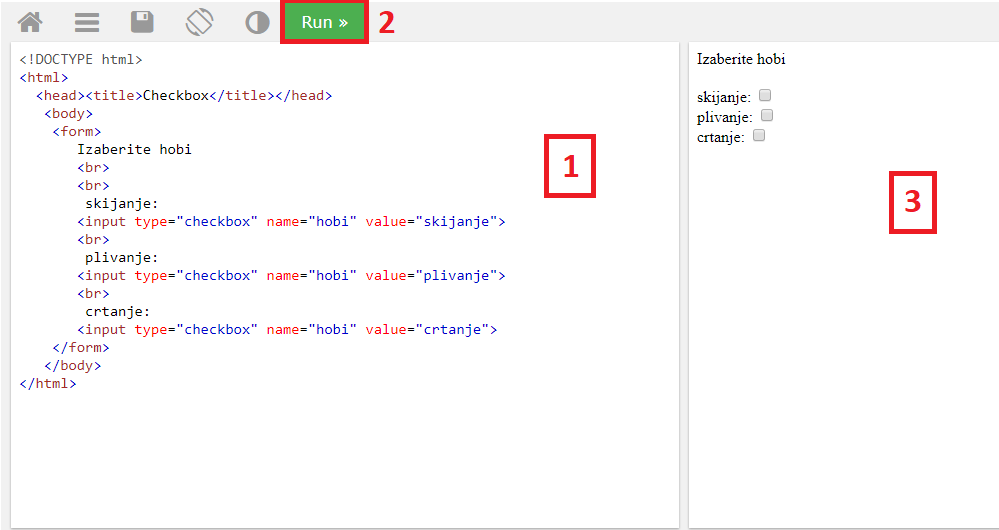 Run »
2
<!DOCTYPE html>
<html>
<head><title>Checkbox</title></head>
<body>
<form>
Izaberite hobi
<br>
<br>
skijanje:
<input type="checkbox" name="hobi" value="skijanje">
<br>
plivanje:
<input type="checkbox" name="hobi" value="plivanje">
<br>
crtanje:
<input type="checkbox" name="hobi" value="crtanje">
</form>
</body>
</html>
1
Izaberite hobi
skijanje:
plivanje:
crtanje:
3